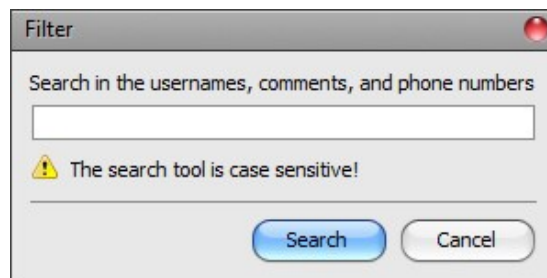 Filter
Search in the usernames, comments, and phone numbers
The search tool is case sensitive!
Search Cancel